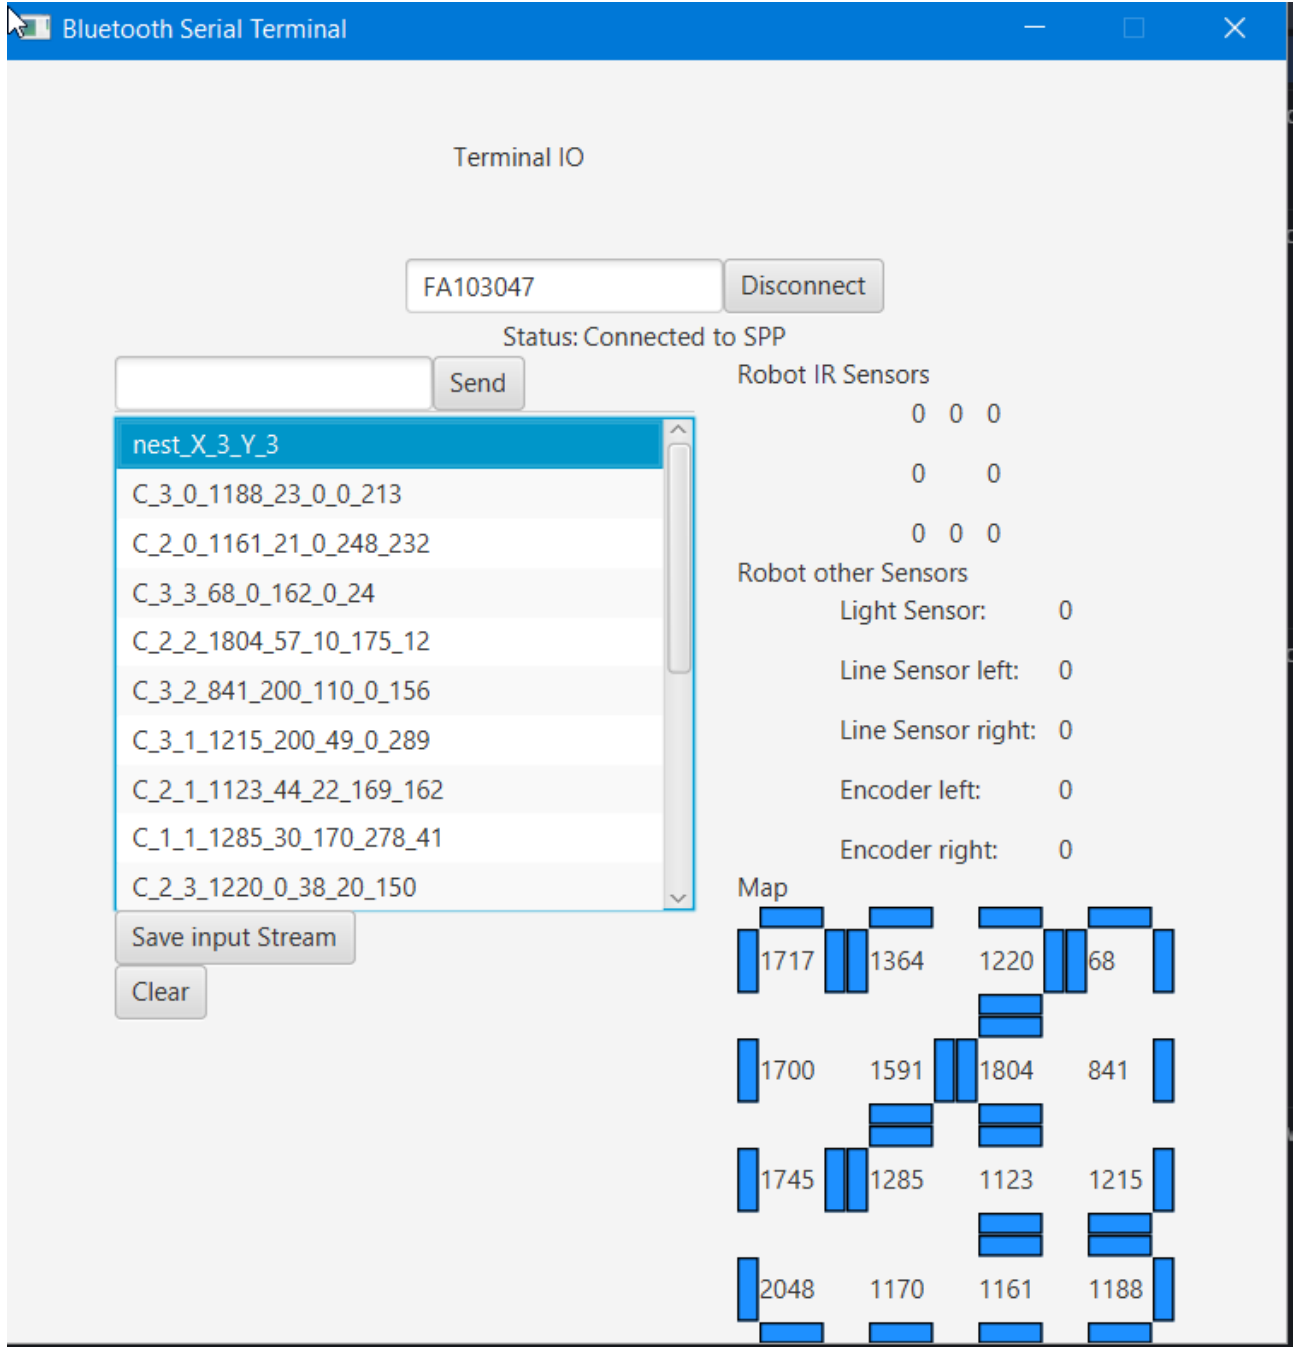 Bluetooth Serial Terminal
Terminal IO
FA103047 Disconnect
Status: Connected to SPP
Send
nest_X_3_Y_3
C_3_0_1188_23_0_0_213
C_2_0_1161_21_0_248_232
C_3_3_68_0_162_0_24
C_2_2_1804_57_10_175_12
C_3_2_841_200_110_0_156
C_3_1_1215_200_49_0_289
C_2_1_1123_44_22_169_162
C_1_1_1285_30_170_278_41
C_2_3_1220_0_38_20_150
Save input Stream
Clear
Robot IR Sensors
0 0 0
0 0
0 0 0
Robot other Sensors
Light Sensor: 0
Line Sensor left: 0
Line Sensor right: 0
Encoder left: 0
Encoder right: 0
Map
1717 1364 1220 68
1700 1591 1804 841
1745 1285 1123 1215
2048 1170 1161 1188